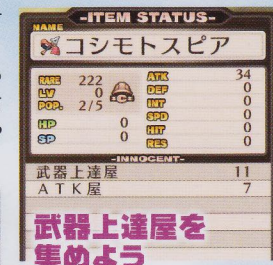 -ITEM STATUS-
NAME
コシモトスピア
RARE 222
LV 0
POP. 2/5
HP 0
SP 0
ATK 34
DEF 0
INT 0
SPD 0
HIT 0
RES 0
-INNOCENT-
武器上達屋 11
ATK屋 7
武器上達屋を
集めよう